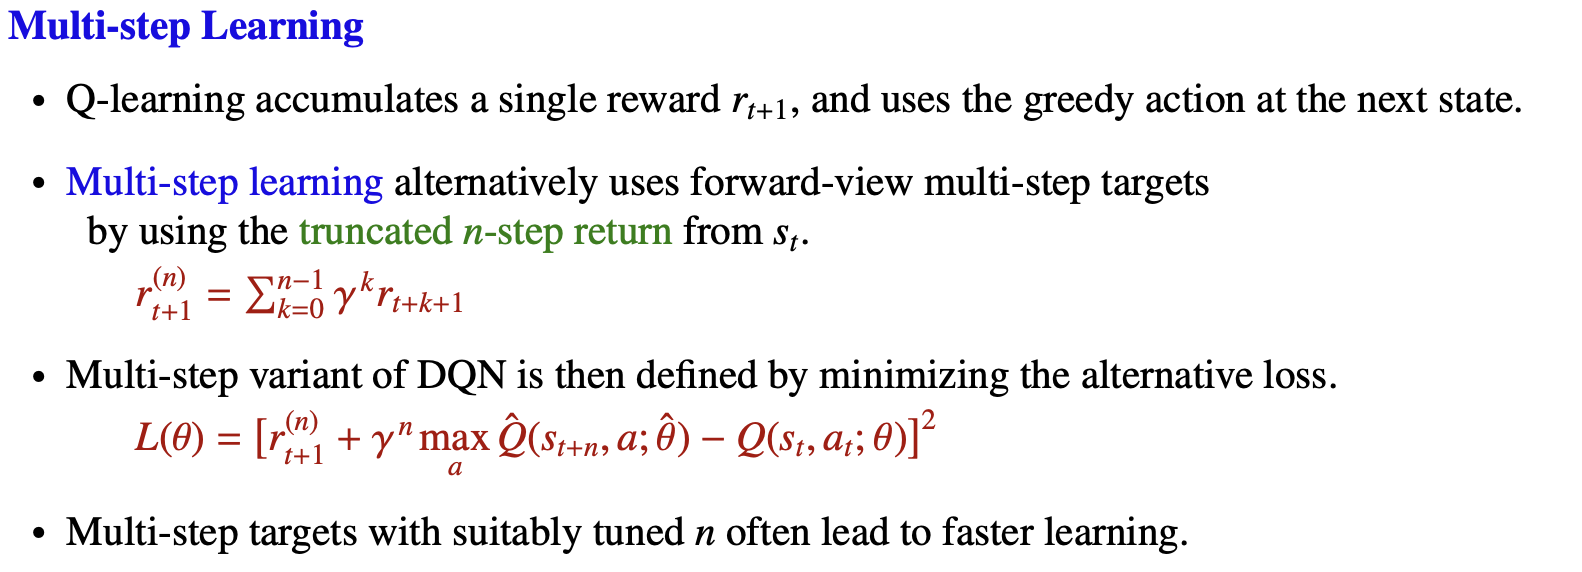 Multi-step Learning
• Q-learning accumulates a single reward $r_{t+1}$, and uses the greedy action at the next state.
• Multi-step learning alternatively uses forward-view multi-step targets
by using the truncated $n$-step return from $s_t$.
$r_{t+1}^{(n)} = \sum_{k=0}^{n-1} \gamma^k r_{t+k+1}$
• Multi-step variant of DQN is then defined by minimizing the alternative loss.
$L(\theta) = [r_{t+1}^{(n)} + \gamma^n \max_a \hat{Q}(s_{t+n}, a; \hat{\theta}) - Q(s_t, a_t; \theta)]^2$
• Multi-step targets with suitably tuned $n$ often lead to faster learning.